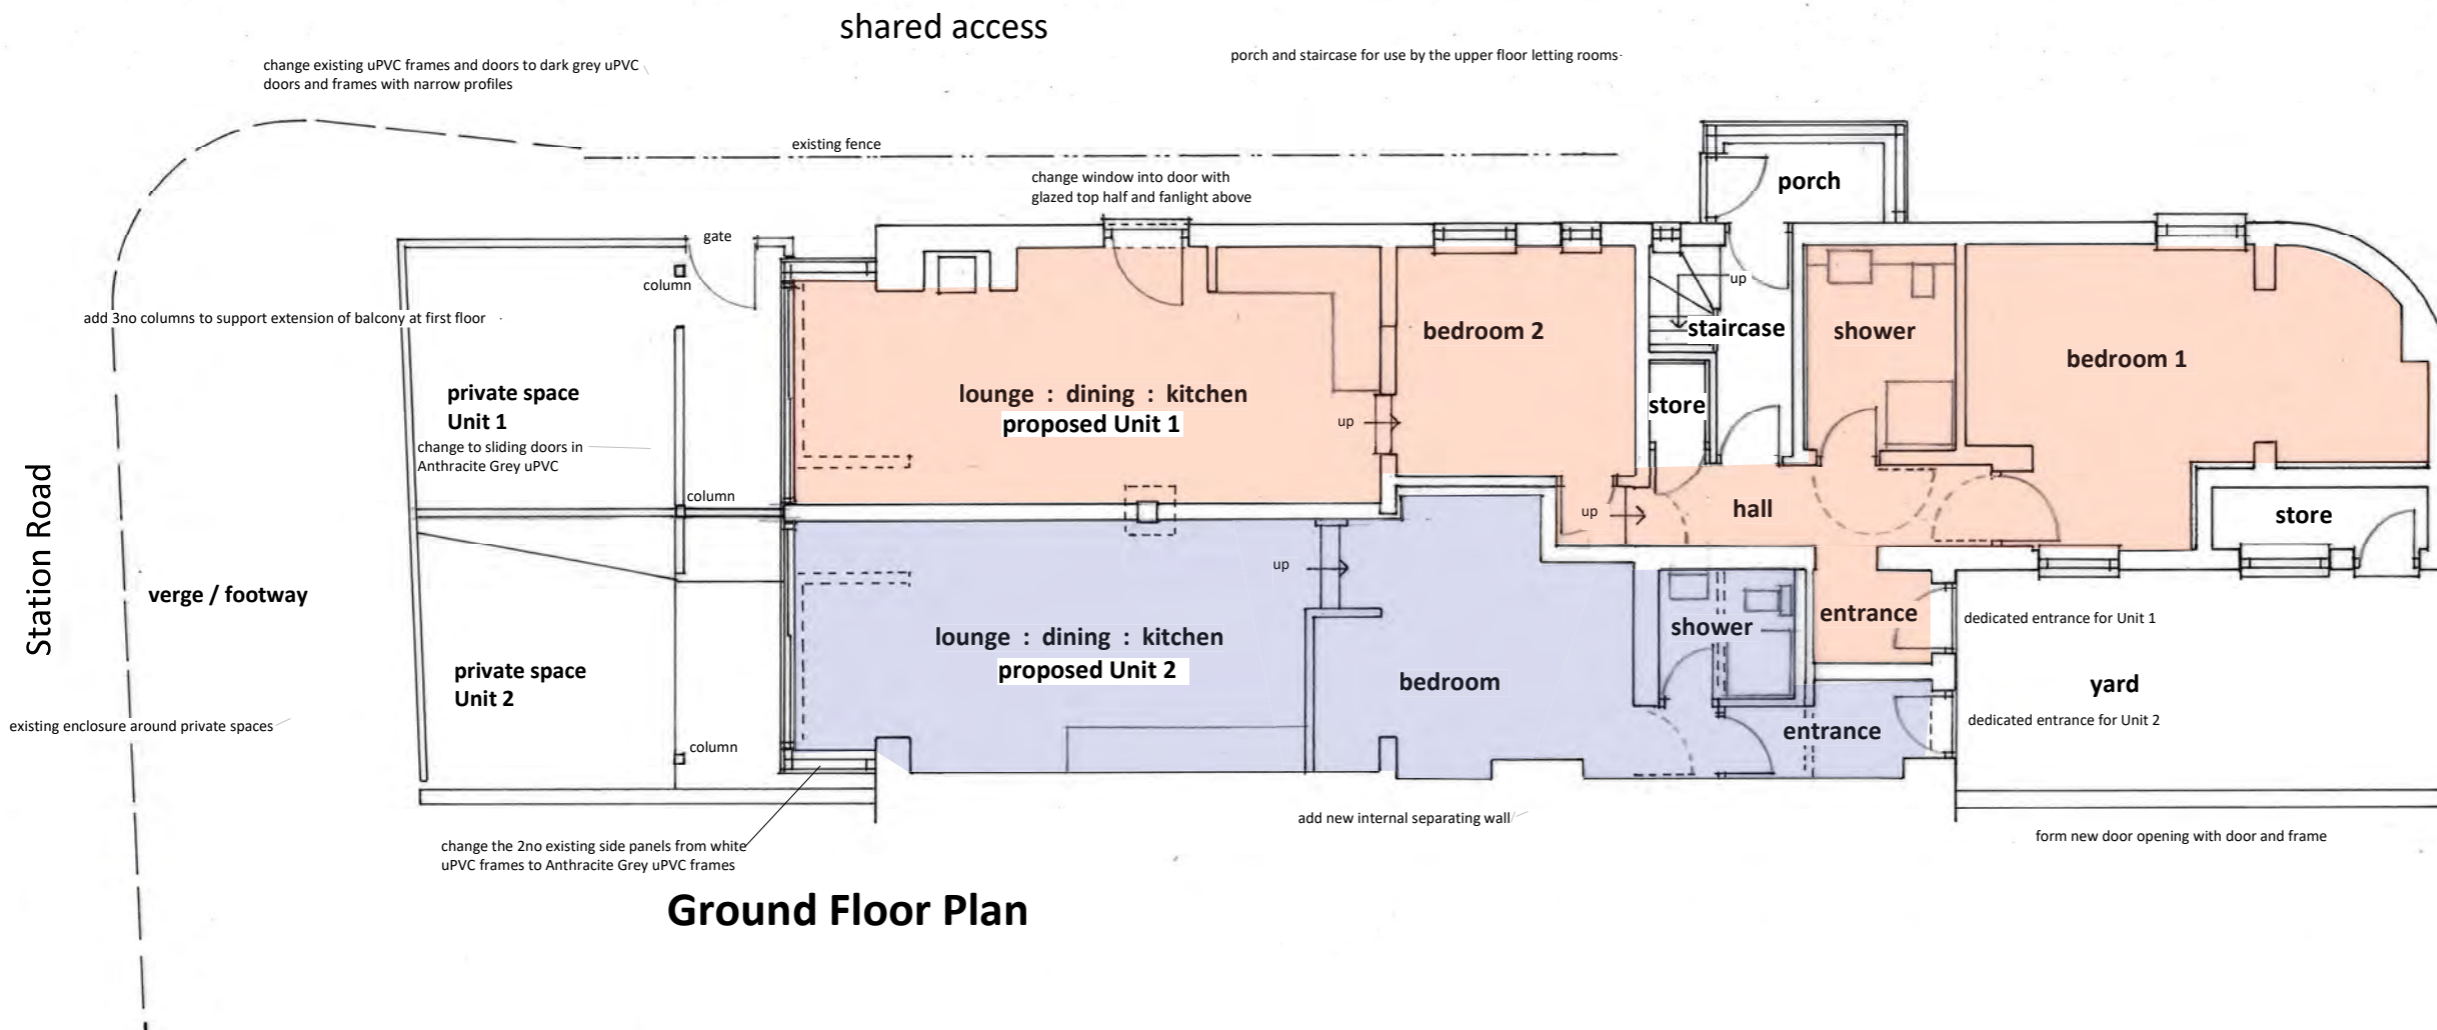 shared access
change existing uPVC frames and doors to dark grey uPVC
doors and frames with narrow profiles
porch and staircase for use by the upper floor letting rooms
existing fence
change window into door with
glazed top half and fanlight above
porch
gate
column
up
add 3no columns to support extension of balcony at first floor
bedroom 2
staircase
shower
bedroom 1
private space
Unit 1
lounge : dining : kitchen
proposed Unit 1
up
store
change to sliding doors in
Anthracite Grey uPVC
column
up
hall
store
Station Road
verge / footway
up
lounge : dining : kitchen
proposed Unit 2
shower
entrance
dedicated entrance for Unit 1
private space
Unit 2
bedroom
yard
existing enclosure around private spaces
column
entrance
dedicated entrance for Unit 2
add new internal separating wall
form new door opening with door and frame
change the 2no existing side panels from white
uPVC frames to Anthracite Grey uPVC frames
Ground Floor Plan